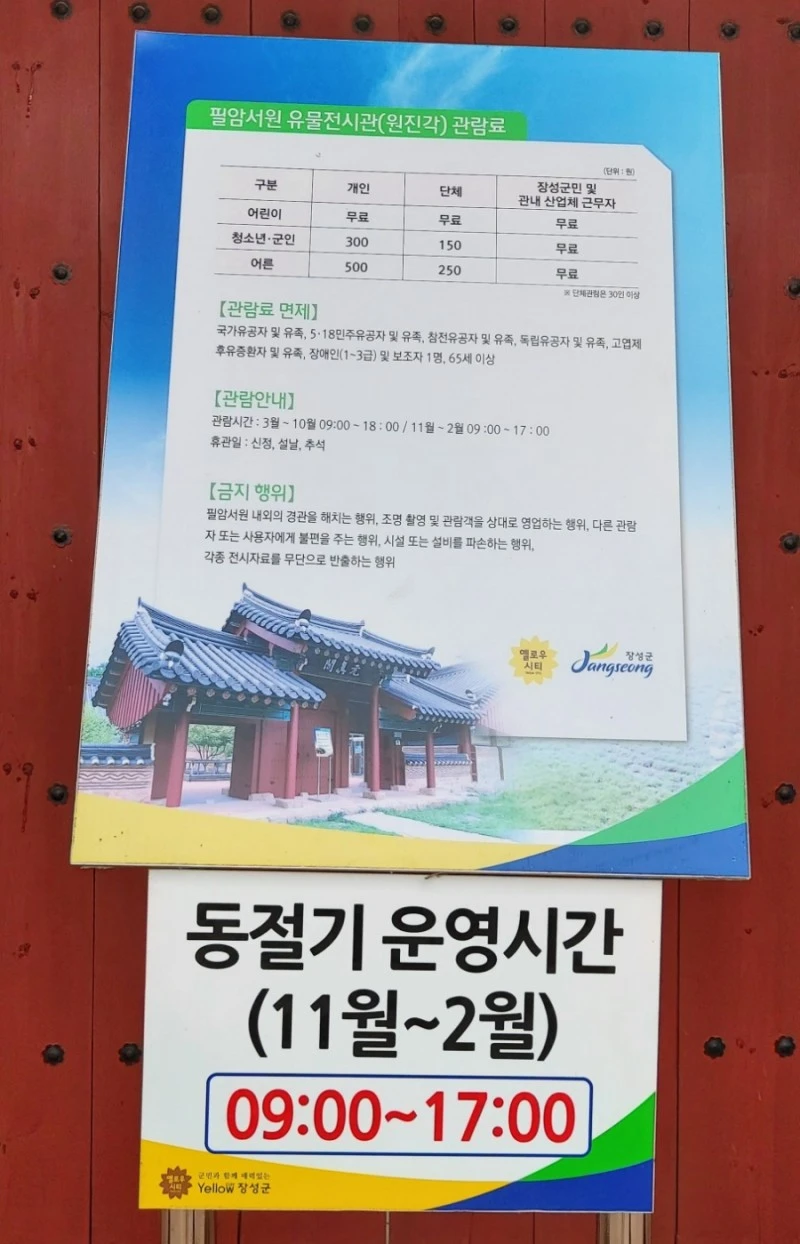 필암서원 유물전시관(원진각) 관람료
(단위 : 원)
구분 개인 단체 장성군민 및 관내 산업체 근무자
어린이 무료 무료 무료
청소년·군인 300 150 무료
어른 500 250 무료
※ 단체관람은 30인 이상
【관람료 면제】
국가유공자 및 유족, 5·18민주유공자 및 유족, 참전유공자 및 유족, 독립유공자 및 유족, 고엽제
후유증환자 및 유족, 장애인(1~3급) 및 보조자 1명, 65세 이상
【관람안내】
관람시간 : 3월 ~ 10월 09:00 ~ 18 : 00 / 11월 ~ 2월 09 :00 ~ 17 : 00
휴관일 : 신정, 설날, 추석
【금지 행위】
필암서원 내외의 경관을 해치는 행위, 조명 촬영 및 관람객을 상대로 영업하는 행위, 다른 관람
자 또는 사용자에게 불편을 주는 행위, 시설 또는 설비를 파손하는 행위,
각종 전시자료를 무단으로 반출하는 행위
옐로우
시티
장성군
Jangseong
동절기 운영시간
(11월~2월)
09:00~17:00
옐로우
시티
군민과 함께 매력있는
Yellow 장성군